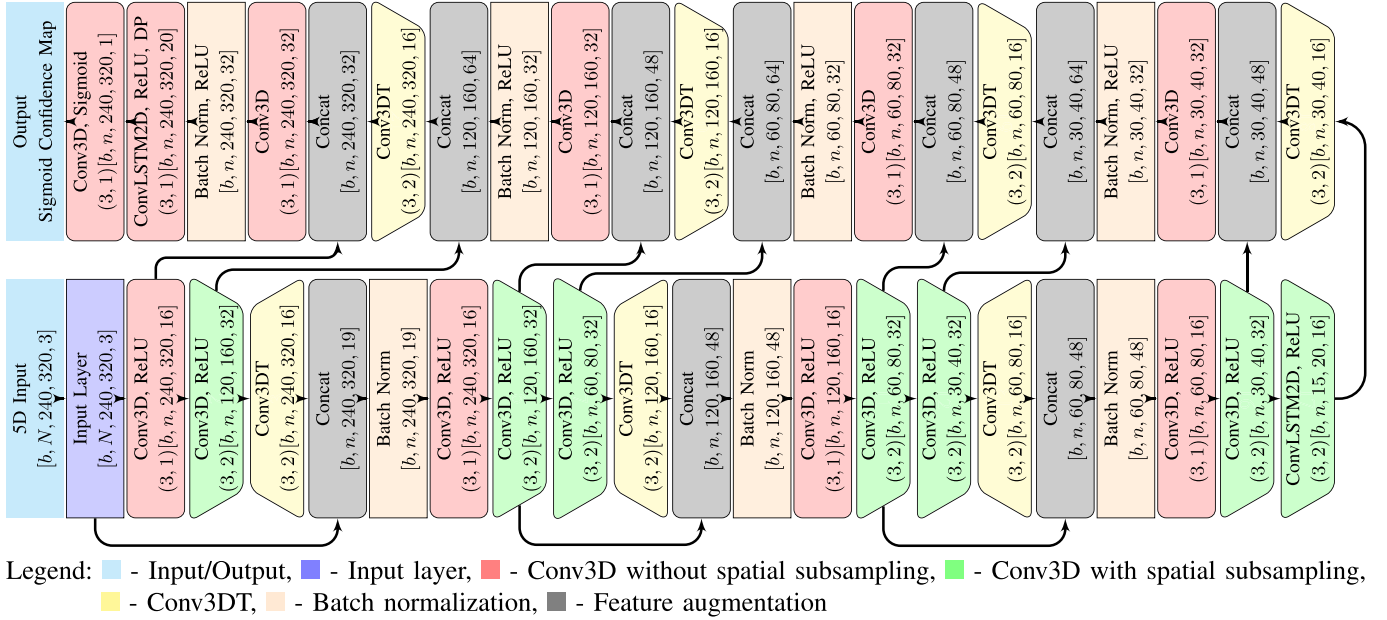 Output
Sigmoid Confidence Map
Conv3D, Sigmoid
(3, 1)[b, n, 240, 320, 1]
ConvLSTM2D, ReLU, DP
(3, 1)[b, n, 240, 320, 20]
Batch Norm, ReLU
[b, n, 240, 320, 32]
Conv3D
(3, 1)[b, n, 240, 320, 32]
Concat
[b, n, 240, 320, 32]
Conv3DT
(3, 2)[b, n, 240, 320, 16]
Concat
[b, n, 120, 160, 64]
Batch Norm, ReLU
[b, n, 120, 160, 32]
Conv3D
(3, 1)[b, n, 120, 160, 32]
Concat
[b, n, 120, 160, 48]
Conv3DT
(3, 2)[b, n, 120, 160, 16]
Concat
[b, n, 60, 80, 64]
Batch Norm, ReLU
[b, n, 60, 80, 32]
Conv3D
(3, 1)[b, n, 60, 80, 32]
Concat
[b, n, 60, 80, 48]
Conv3DT
(3, 2)[b, n, 60, 80, 16]
Concat
[b, n, 30, 40, 64]
Batch Norm, ReLU
[b, n, 30, 40, 32]
Conv3D
(3, 1)[b, n, 30, 40, 32]
Concat
[b, n, 30, 40, 48]
Conv3DT
(3, 2)[b, n, 30, 40, 16]
5D Input
[b, N, 240, 320, 3]
Input Layer
[b, N, 240, 320, 3]
Conv3D, ReLU
(3, 1)[b, n, 240, 320, 16]
Conv3D, ReLU
(3, 2)[b, n, 120, 160, 32]
Conv3DT
(3, 2)[b, n, 240, 320, 16]
Concat
[b, n, 240, 320, 19]
Batch Norm
[b, n, 240, 320, 19]
Conv3D, ReLU
(3, 1)[b, n, 240, 320, 16]
Conv3D, ReLU
(3, 2)[b, n, 120, 160, 32]
Conv3D, ReLU
(3, 2)[b, n, 60, 80, 32]
Conv3DT
(3, 2)[b, n, 120, 160, 16]
Concat
[b, n, 120, 160, 48]
Batch Norm
[b, n, 120, 160, 48]
Conv3D, ReLU
(3, 1)[b, n, 120, 160, 16]
Conv3D, ReLU
(3, 2)[b, n, 60, 80, 32]
Conv3D, ReLU
(3, 2)[b, n, 30, 40, 32]
Conv3DT
(3, 2)[b, n, 60, 80, 16]
Concat
[b, n, 60, 80, 48]
Batch Norm
[b, n, 60, 80, 48]
Conv3D, ReLU
(3, 1)[b, n, 60, 80, 16]
Conv3D, ReLU
(3, 2)[b, n, 30, 40, 32]
ConvLSTM2D, ReLU
(3, 2)[b, n, 15, 20, 16]
Legend: - Input/Output, - Input layer, - Conv3D without spatial subsampling, - Conv3D with spatial subsampling,
- Conv3DT, - Batch normalization, - Feature augmentation